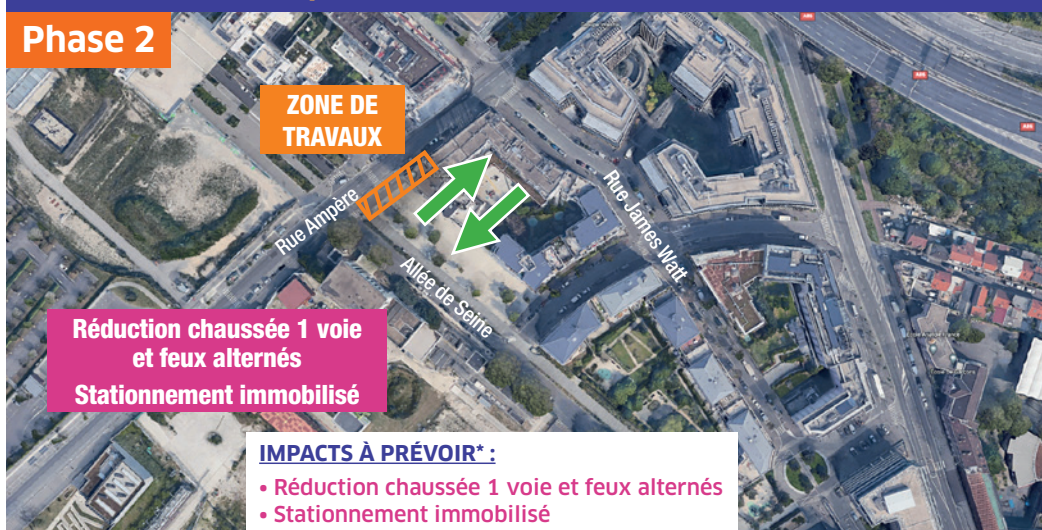 Phase 2
ZONE DE
TRAVAUX
Rue Ampère
Rue James Watt
Allée de Seine
Réduction chaussée 1 voie
et feux alternés
Stationnement immobilisé
IMPACTS À PRÉVOIR* :
• Réduction chaussée 1 voie et feux alternés
• Stationnement immobilisé